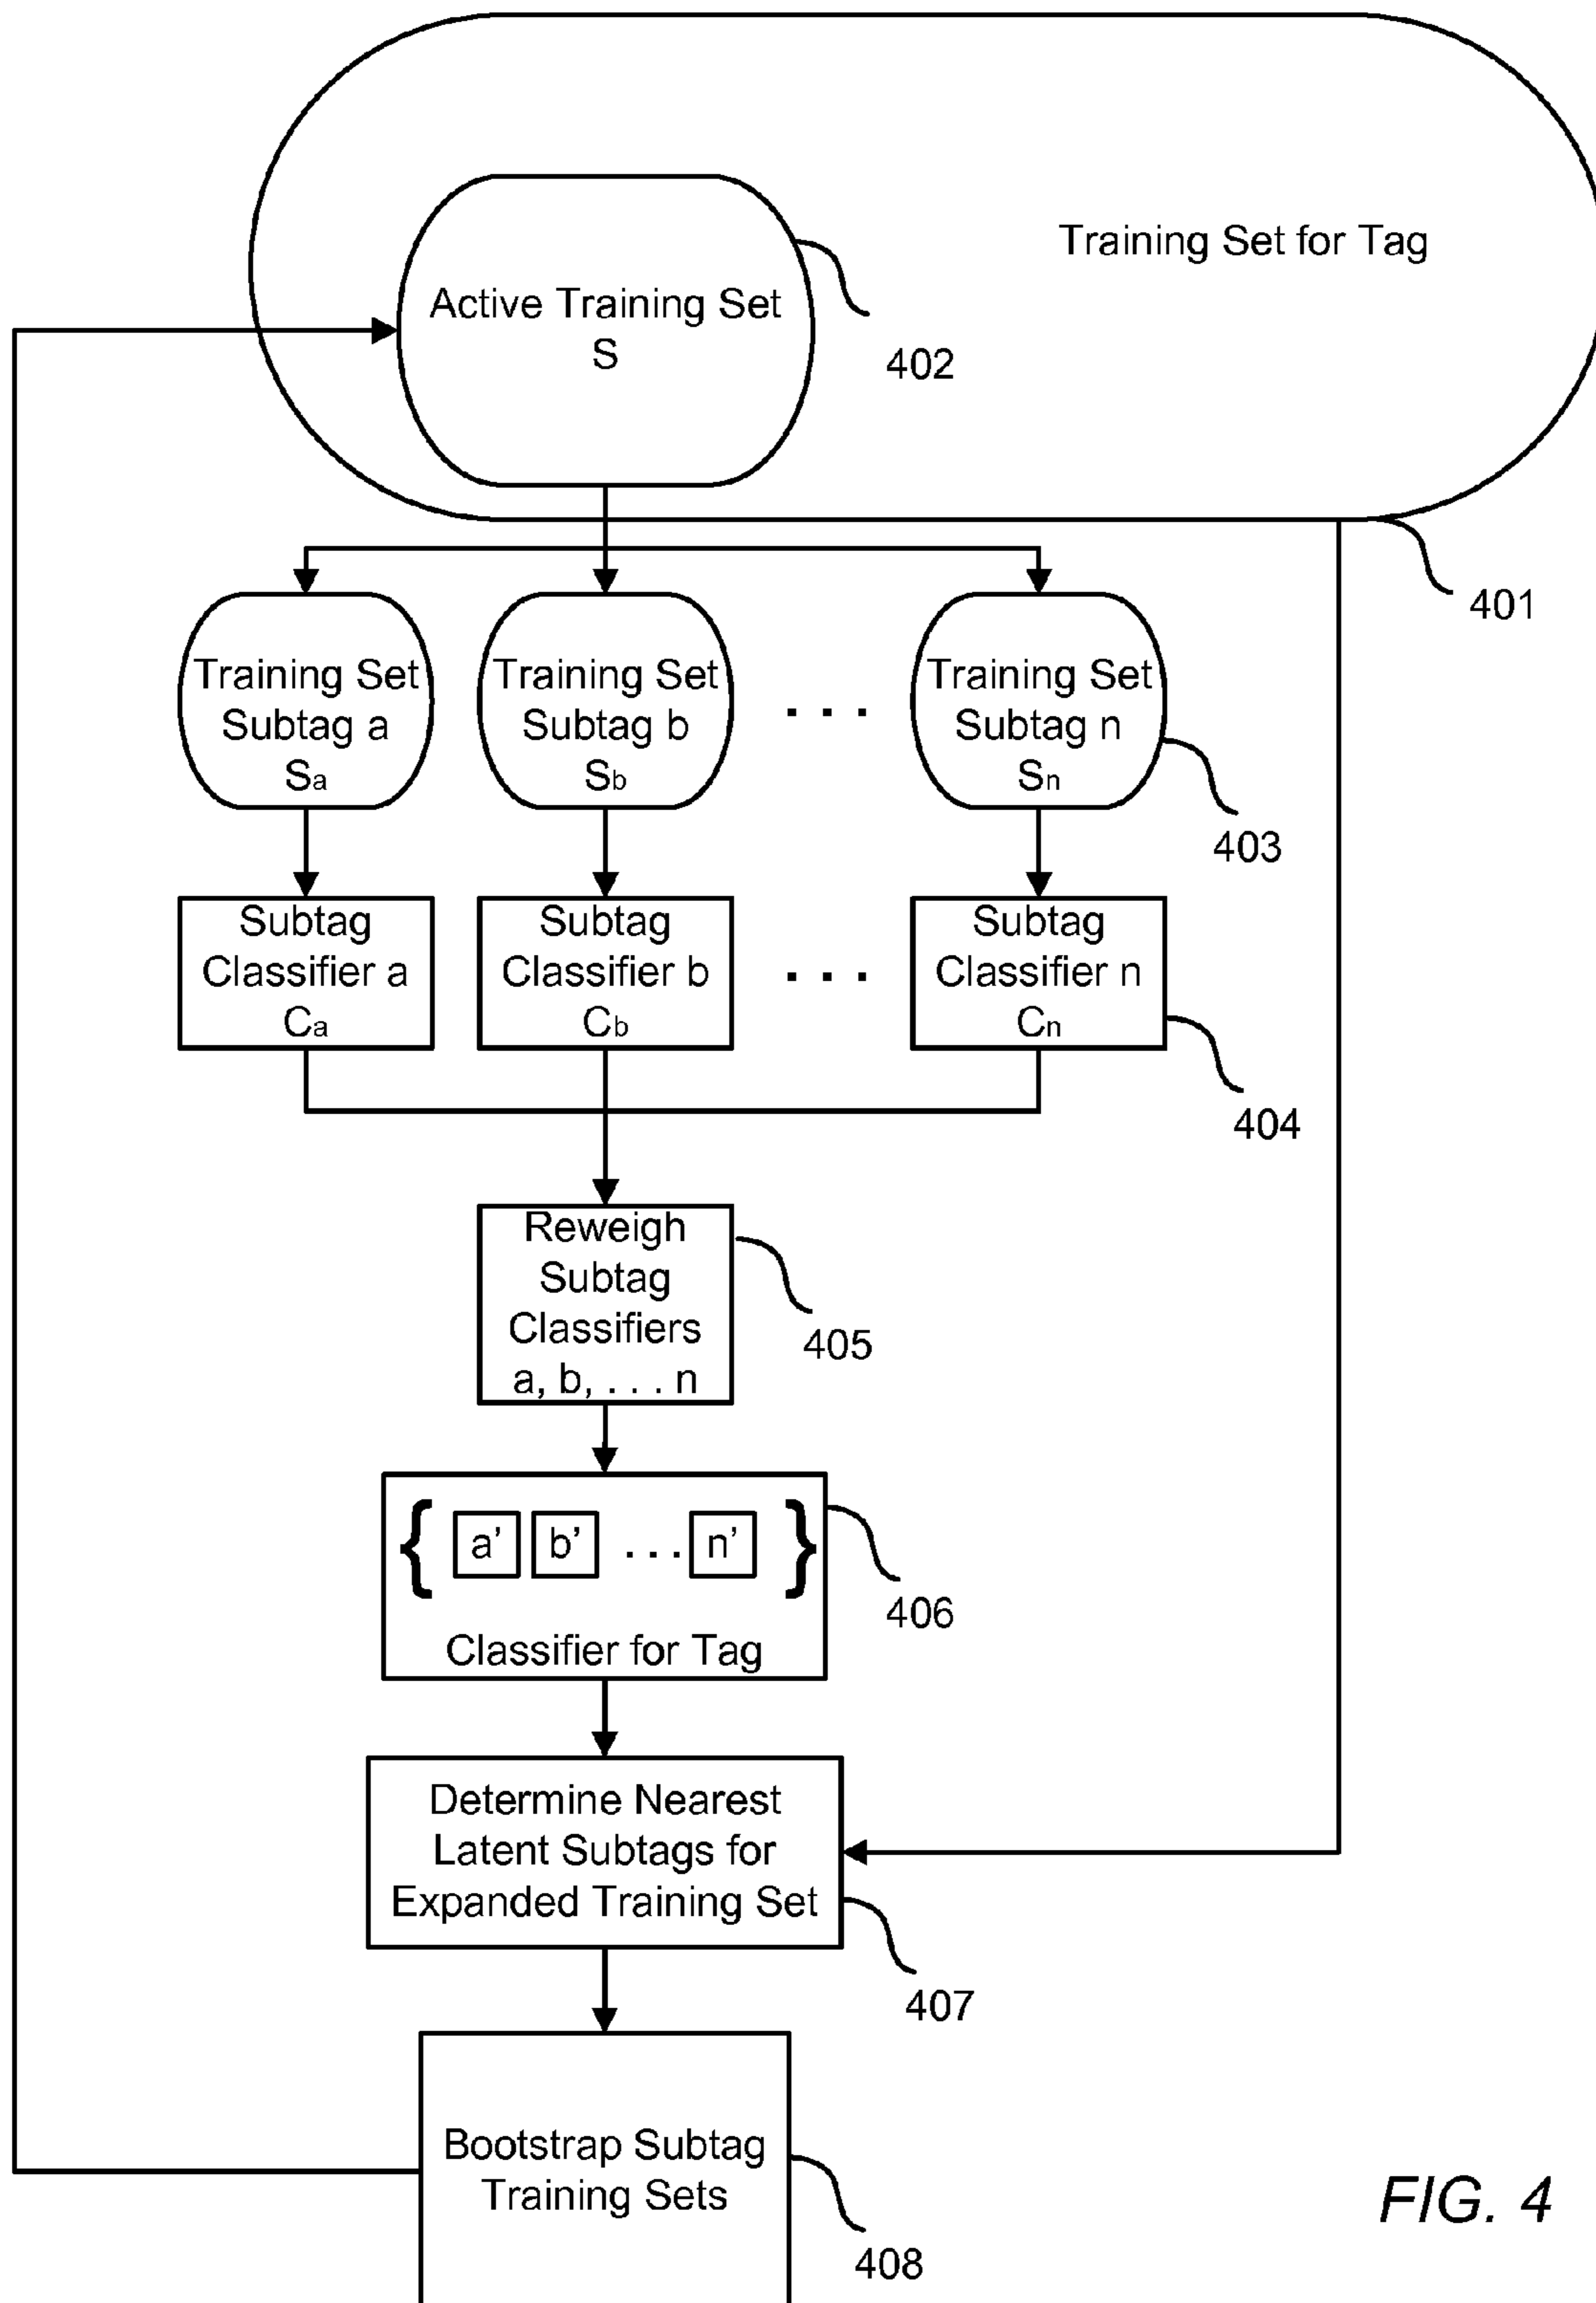 Training Set for Tag
Active Training Set
S
402
401
Training Set
Subtag a
Sa
Training Set
Subtag b
Sb
. . .
Training Set
Subtag n
Sn
403
Subtag
Classifier a
Ca
Subtag
Classifier b
Cb
. . .
Subtag
Classifier n
Cn
404
Reweigh
Subtag
Classifiers
a, b, . . . n
405
{ a’ b’ . . . n’ }
Classifier for Tag
406
Determine Nearest
Latent Subtags for
Expanded Training Set
407
Bootstrap Subtag
Training Sets
408
FIG. 4